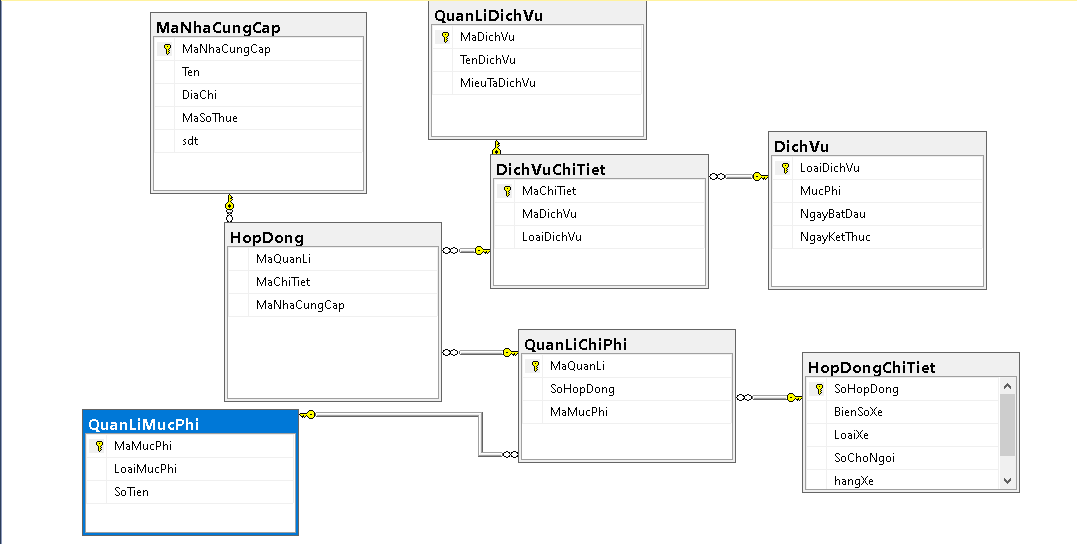 MaNhaCungCap
MaNhaCungCap
Ten
DiaChi
MaSoThue
sdt
QuanLiDichVu
MaDichVu
TenDichVu
MieuTaDichVu
DichVuChiTiet
MaChiTiet
MaDichVu
LoaiDichVu
DichVu
LoaiDichVu
MucPhi
NgayBatDau
NgayKetThuc
HopDong
MaQuanLi
MaChiTiet
MaNhaCungCap
QuanLiChiPhi
MaQuanLi
SoHopDong
MaMucPhi
HopDongChiTiet
SoHopDong
BienSoXe
LoaiXe
SoChoNgoi
hangXe
QuanLiMucPhi
MaMucPhi
LoaiMucPhi
SoTien